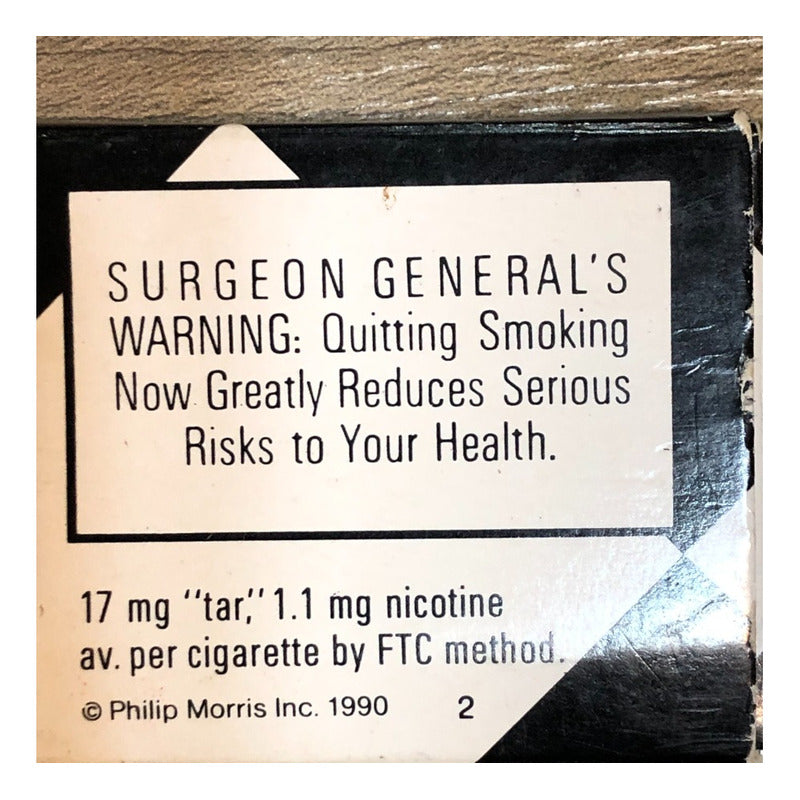 SURGEON GENERAL'S
WARNING: Quitting Smoking
Now Greatly Reduces Serious
Risks to Your Health.
17 mg "tar," 1.1 mg nicotine
av. per cigarette by FTC method.
© Philip Morris Inc. 1990 2